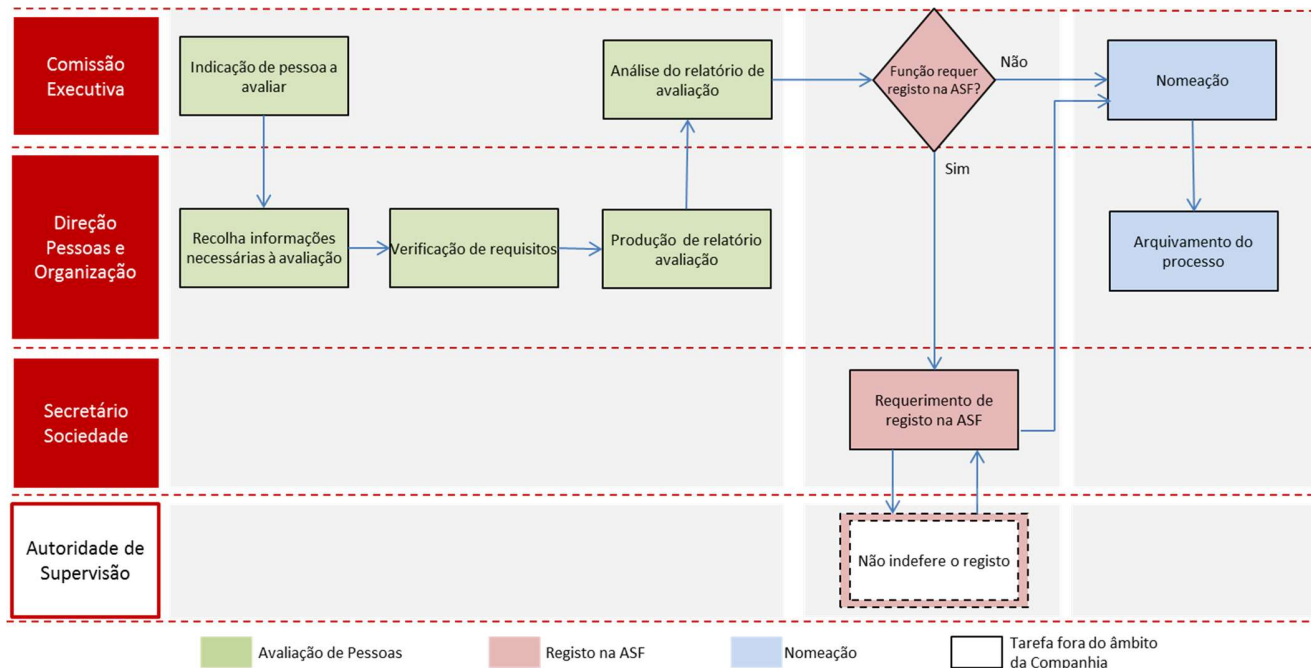 Comissão
Executiva
Indicação de pessoa a
avaliar
Análise do relatório de
avaliação
Função requer
registo na ASF?
Não
Nomeação
Sim
Direção
Pessoas e
Organização
Recolha informações
necessárias à avaliação
Verificação de requisitos
Produção de relatório
avaliação
Arquivamento do
processo
Secretário
Sociedade
Requerimento de
registo na ASF
Autoridade de
Supervisão
Não indefere o registo
Avaliação de Pessoas
Registo na ASF
Nomeação
Tarefa fora do âmbito
da Companhia